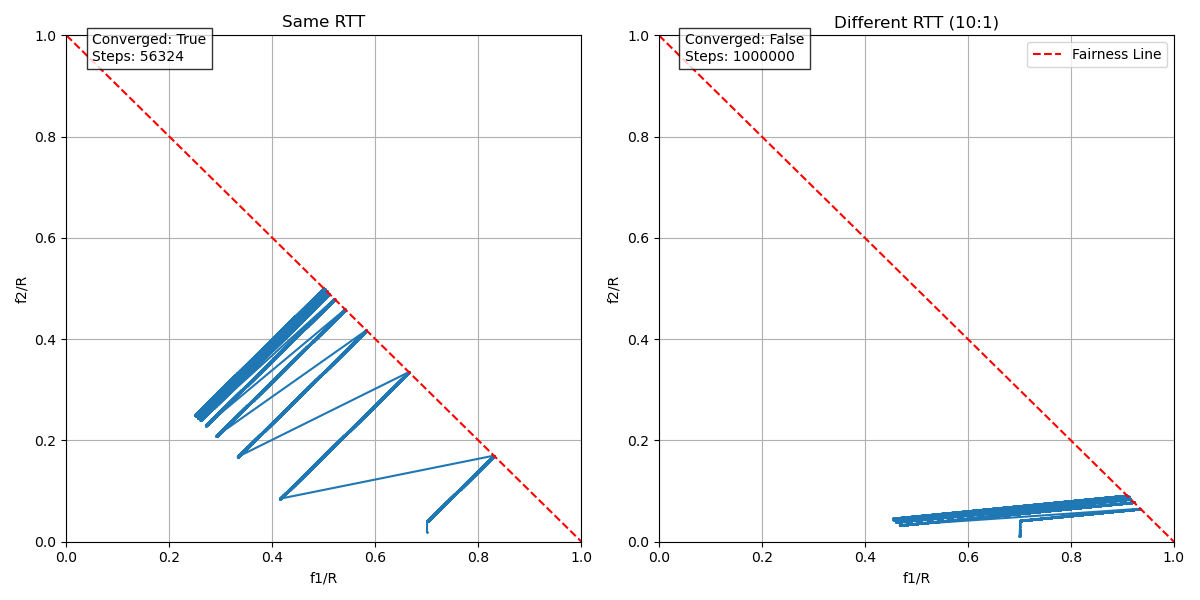 Same RTT
Converged: True
Steps: 56324
1.0
0.8
0.6
0.4
0.2
0.0
f2/R
0.0 0.2 0.4 0.6 0.8 1.0
f1/R
Different RTT (10:1)
Converged: False
Steps: 1000000
Fairness Line
1.0
0.8
0.6
0.4
0.2
0.0
f2/R
0.0 0.2 0.4 0.6 0.8 1.0
f1/R